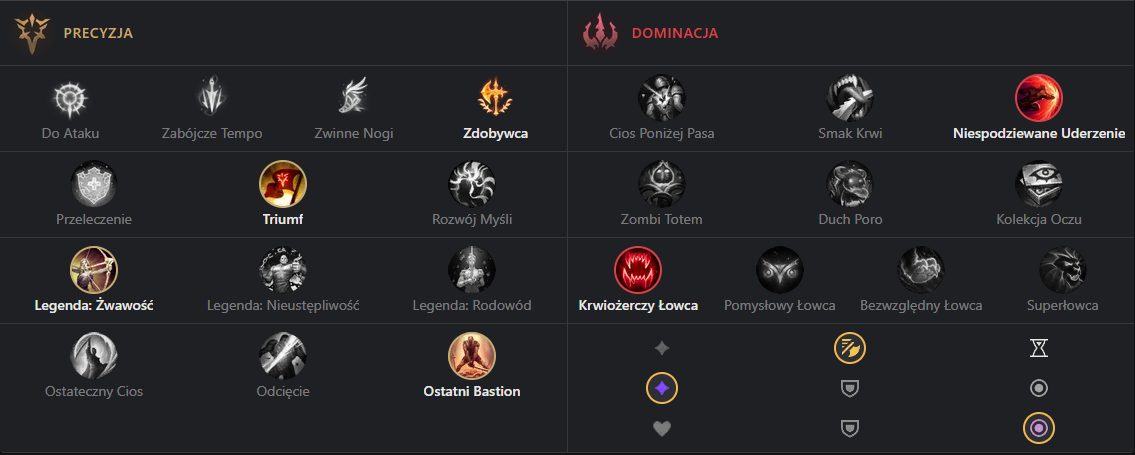 PRECYZJA
Do Ataku Zabójcze Tempo Zwinne Nogi Zdobywca
Przeleczenie Triumf Rozwój Myśli
Legenda: Żwawość Legenda: Nieustępliwość Legenda: Rodowód
Ostateczny Cios Odcięcie Ostatni Bastion
DOMINACJA
Cios Poniżej Pasa Smak Krwi Niespodziewane Uderzenie
Zombi Totem Duch Poro Kolekcja Oczu
Krwiożerczy Łowca Pomysłowy Łowca Bezwzględny Łowca Superłowca